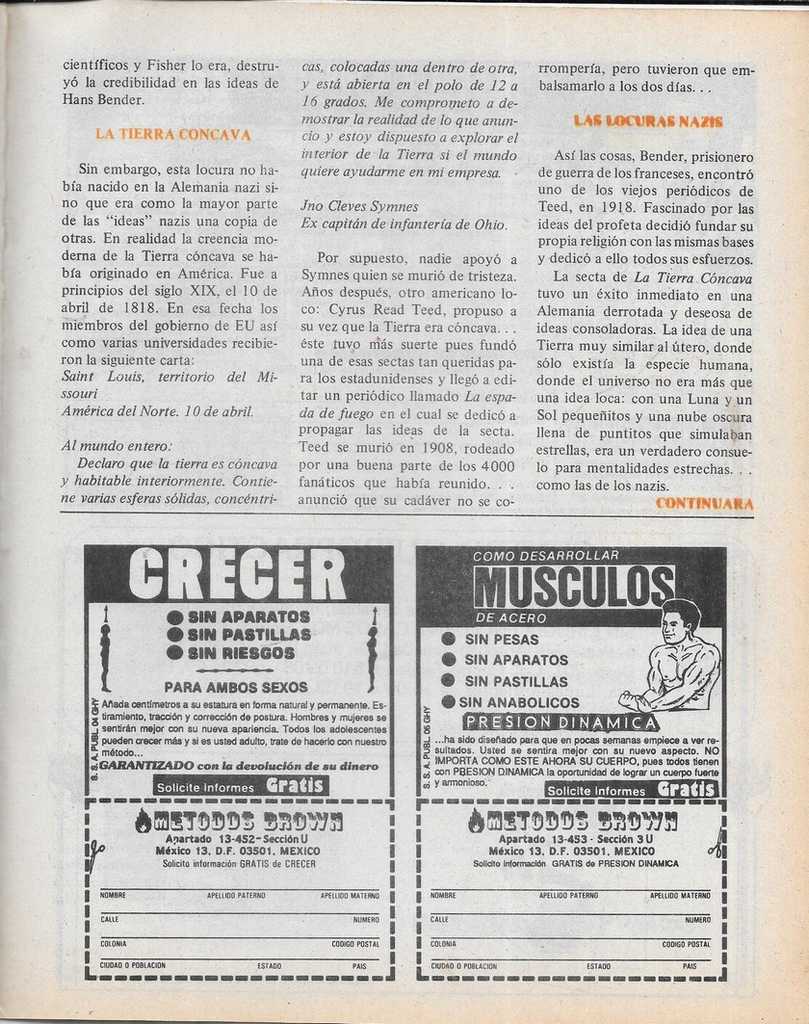 científicos y Fisher lo era, destru-
yó la credibilidad en las ideas de
Hans Bender.
LA TIERRA CONCAVA
Sin embargo, esta locura no ha-
bía nacido en la Alemania nazi si-
no que era como la mayor parte
de las “ideas” nazis una copia de
otras. En realidad la creencia mo-
derna de la Tierra cóncava se ha-
bía originado en América. Fue a
principios del siglo XIX, el 10 de
abril de 1818. En esa fecha los
miembros del gobierno de EU así
como varias universidades recibie-
ron la siguiente carta:
Saint Louis, territorio del Mi-
ssouri
América del Norte. 10 de abril.
Al mundo entero:
Declaro que la tierra es cóncava
y habitable interiormente. Contie-
ne varias esferas sólidas, concéntri-
cas, colocadas una dentro de otra,
y está abierta en el polo de 12 a
16 grados. Me comprometo a de-
mostrar la realidad de lo que anun-
cio y estoy dispuesto a explorar el
interior de la Tierra si el mundo
quiere ayudarme en mi empresa.
Jno Cleves Symnes
Ex capitán de infantería de Ohio.
Por supuesto, nadie apoyó a
Symnes quien se murió de tristeza.
Años después, otro americano lo-
co: Cyrus Read Teed, propuso a
su vez que la Tierra era cóncava. . .
éste tuvo más suerte pues fundó
una de esas sectas tan queridas pa-
ra los estadunidenses y llegó a edi-
tar un periódico llamado La espa-
da de fuego en el cual se dedicó a
propagar las ideas de la secta.
Teed se murió en 1908, rodeado
por una buena parte de los 4000
fanáticos que había reunido. . .
anunció que su cadáver no se co-
rrompería, pero tuvieron que em-
balsamarlo a los dos días. . .
LAS LOCURAS NAZIS
Así las cosas, Bender, prisionero
de guerra de los franceses, encontró
uno de los viejos periódicos de
Teed, en 1918. Fascinado por las
ideas del profeta decidió fundar su
propia religión con las mismas bases
y dedicó a ello todos sus esfuerzos.
La secta de La Tierra Cóncava
tuvo un éxito inmediato en una
Alemania derrotada y deseosa de
ideas consoladoras. La idea de una
Tierra muy similar al útero, donde
sólo existía la especie humana,
donde el universo no era más que
una idea loca: con una Luna y un
Sol pequeñitos y una nube oscura
llena de puntitos que simulaban
estrellas, era un verdadero consue-
lo para mentalidades estrechas. . .
como las de los nazis.
CONTINUARA
CRECER
SIN APARATOS
SIN PASTILLAS
SIN RIESGOS
PARA AMBOS SEXOS
Añada centímetros a su estatura en forma natural y permanente. Es-
tiramiento, tracción y corrección de postura. Hombres y mujeres se
sentirán mejor con su nueva apariencia. Todos los adolescentes
pueden crecer más y si es usted adulto, trate de hacerlo con nuestro
método...
GARANTIZADO con la devolución de su dinero
S. S. A. PUBL. 04 GHY
Solicite Informes Gratis
METODOS BROWN
Apartado 13-452-Sección U
México 13, D.F. 03501, MEXICO
Solicito información GRATIS de CRECER
NOMBRE APELLIDO PATERNO APELLIDO MATERNO
CALLE NUMERO
COLONIA CODIGO POSTAL
CIUDAD O POBLACION ESTADO PAIS
COMO DESARROLLAR
MUSCULOS
DE ACERO
SIN PESAS
SIN APARATOS
SIN PASTILLAS
SIN ANABOLICOS
PRESION DINAMICA
...ha sido diseñado para que en pocas semanas empiece a ver re-
sultados. Usted se sentira mejor con su nuevo aspecto. NO
IMPORTA COMO ESTE AHORA SU CUERPO, pues todos tienen
con PRESION DINAMICA la oportunidad de lograr un cuerpo fuerte
y armonioso.
S. S. A. PUBL. 06 GHY
Solicite Informes Gratis
METODOS BROWN
Apartado 13-453 - Sección 3 U
México 13, D.F. 03501, MEXICO
Solicito información GRATIS de PRESION DINAMICA
NOMBRE APELLIDO PATERNO APELLIDO MATERNO
CALLE NUMERO
COLONIA CODIGO POSTAL
CIUDAD O POBLACION ESTADO PAIS